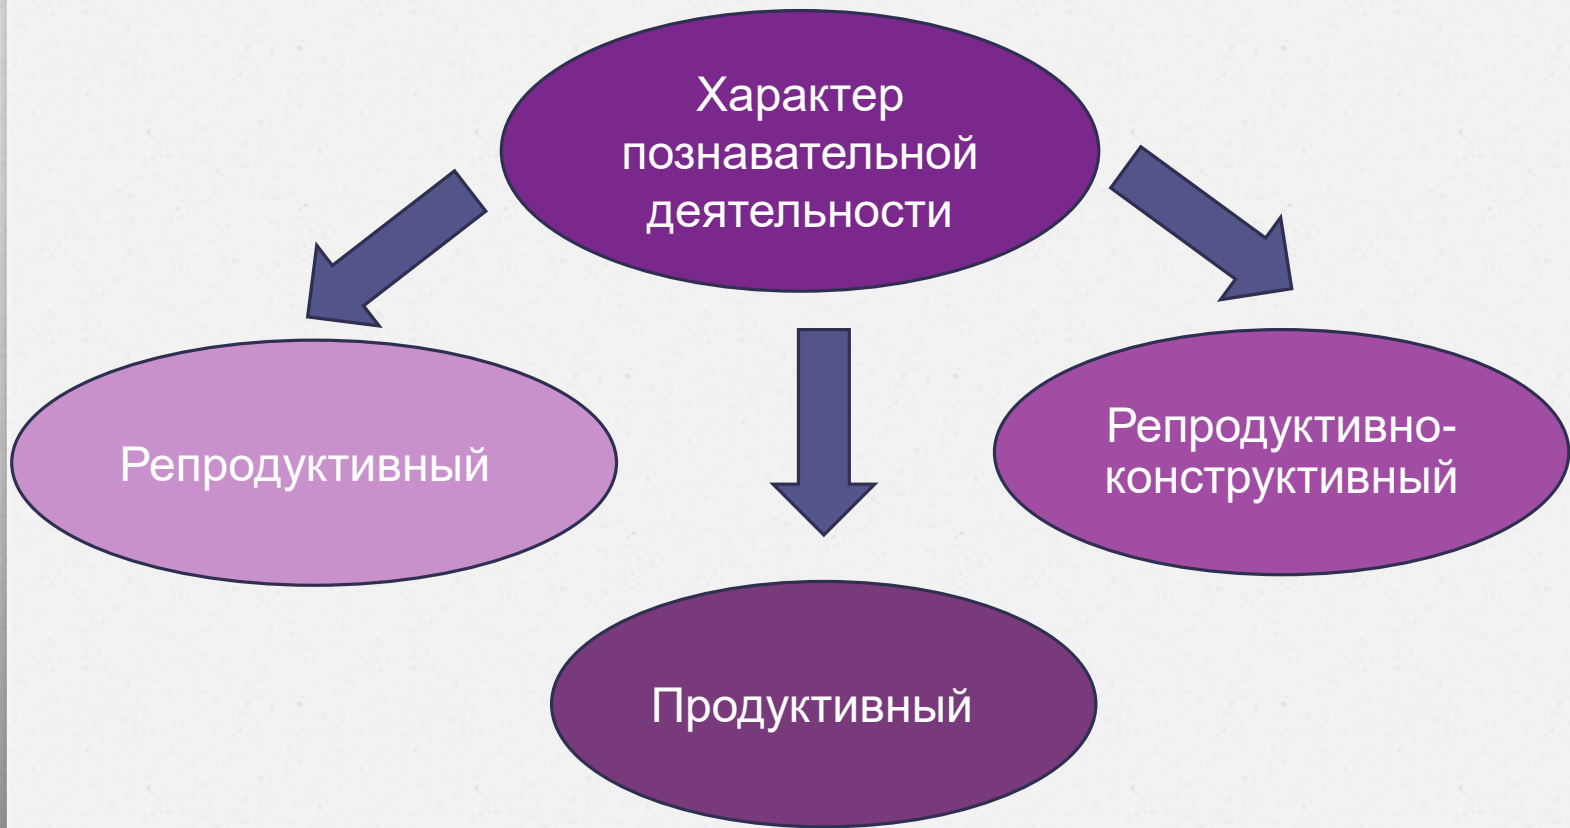 Характер
познавательной
деятельности
Репродуктивный
Репродуктивно-
конструктивный
Продуктивный